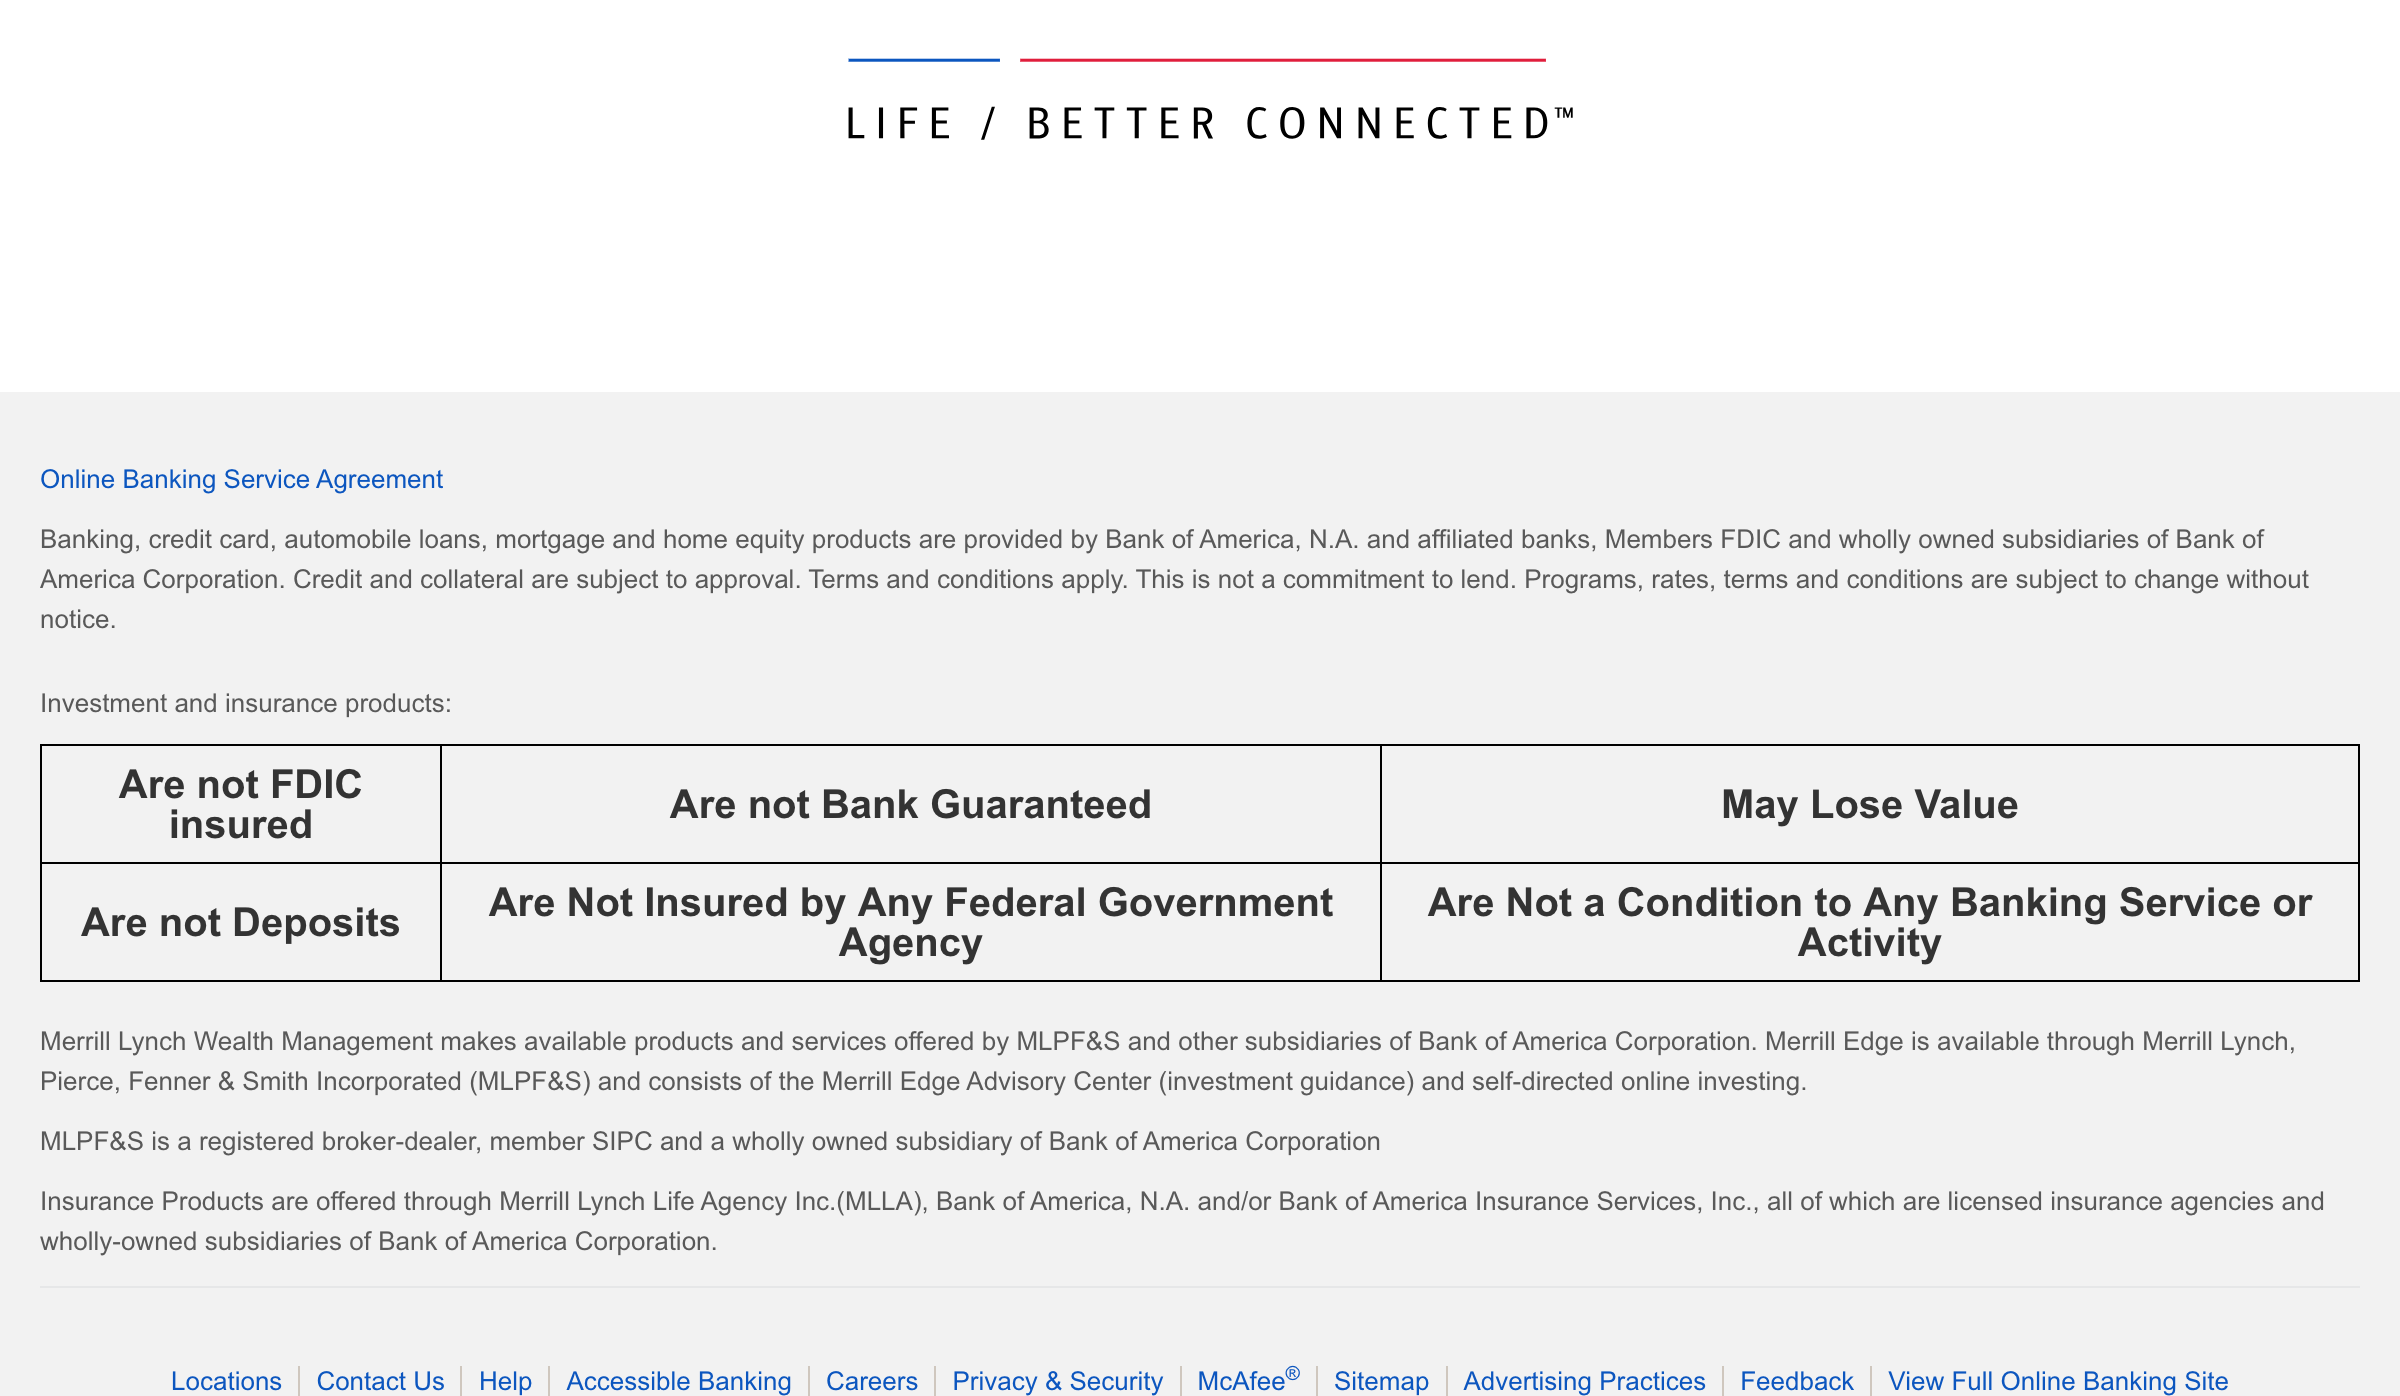 LIFE / BETTER CONNECTED™
Online Banking Service Agreement
Banking, credit card, automobile loans, mortgage and home equity products are provided by Bank of America, N.A. and affiliated banks, Members FDIC and wholly owned subsidiaries of Bank of
America Corporation. Credit and collateral are subject to approval. Terms and conditions apply. This is not a commitment to lend. Programs, rates, terms and conditions are subject to change without
notice.
Investment and insurance products:
Are not FDIC
insured
Are not Bank Guaranteed
May Lose Value
Are not Deposits
Are Not Insured by Any Federal Government
Agency
Are Not a Condition to Any Banking Service or
Activity
Merrill Lynch Wealth Management makes available products and services offered by MLPF&S and other subsidiaries of Bank of America Corporation. Merrill Edge is available through Merrill Lynch,
Pierce, Fenner & Smith Incorporated (MLPF&S) and consists of the Merrill Edge Advisory Center (investment guidance) and self-directed online investing.
MLPF&S is a registered broker-dealer, member SIPC and a wholly owned subsidiary of Bank of America Corporation
Insurance Products are offered through Merrill Lynch Life Agency Inc.(MLLA), Bank of America, N.A. and/or Bank of America Insurance Services, Inc., all of which are licensed insurance agencies and
wholly-owned subsidiaries of Bank of America Corporation.
Locations Contact Us Help Accessible Banking Careers Privacy & Security McAfee® Sitemap Advertising Practices Feedback View Full Online Banking Site